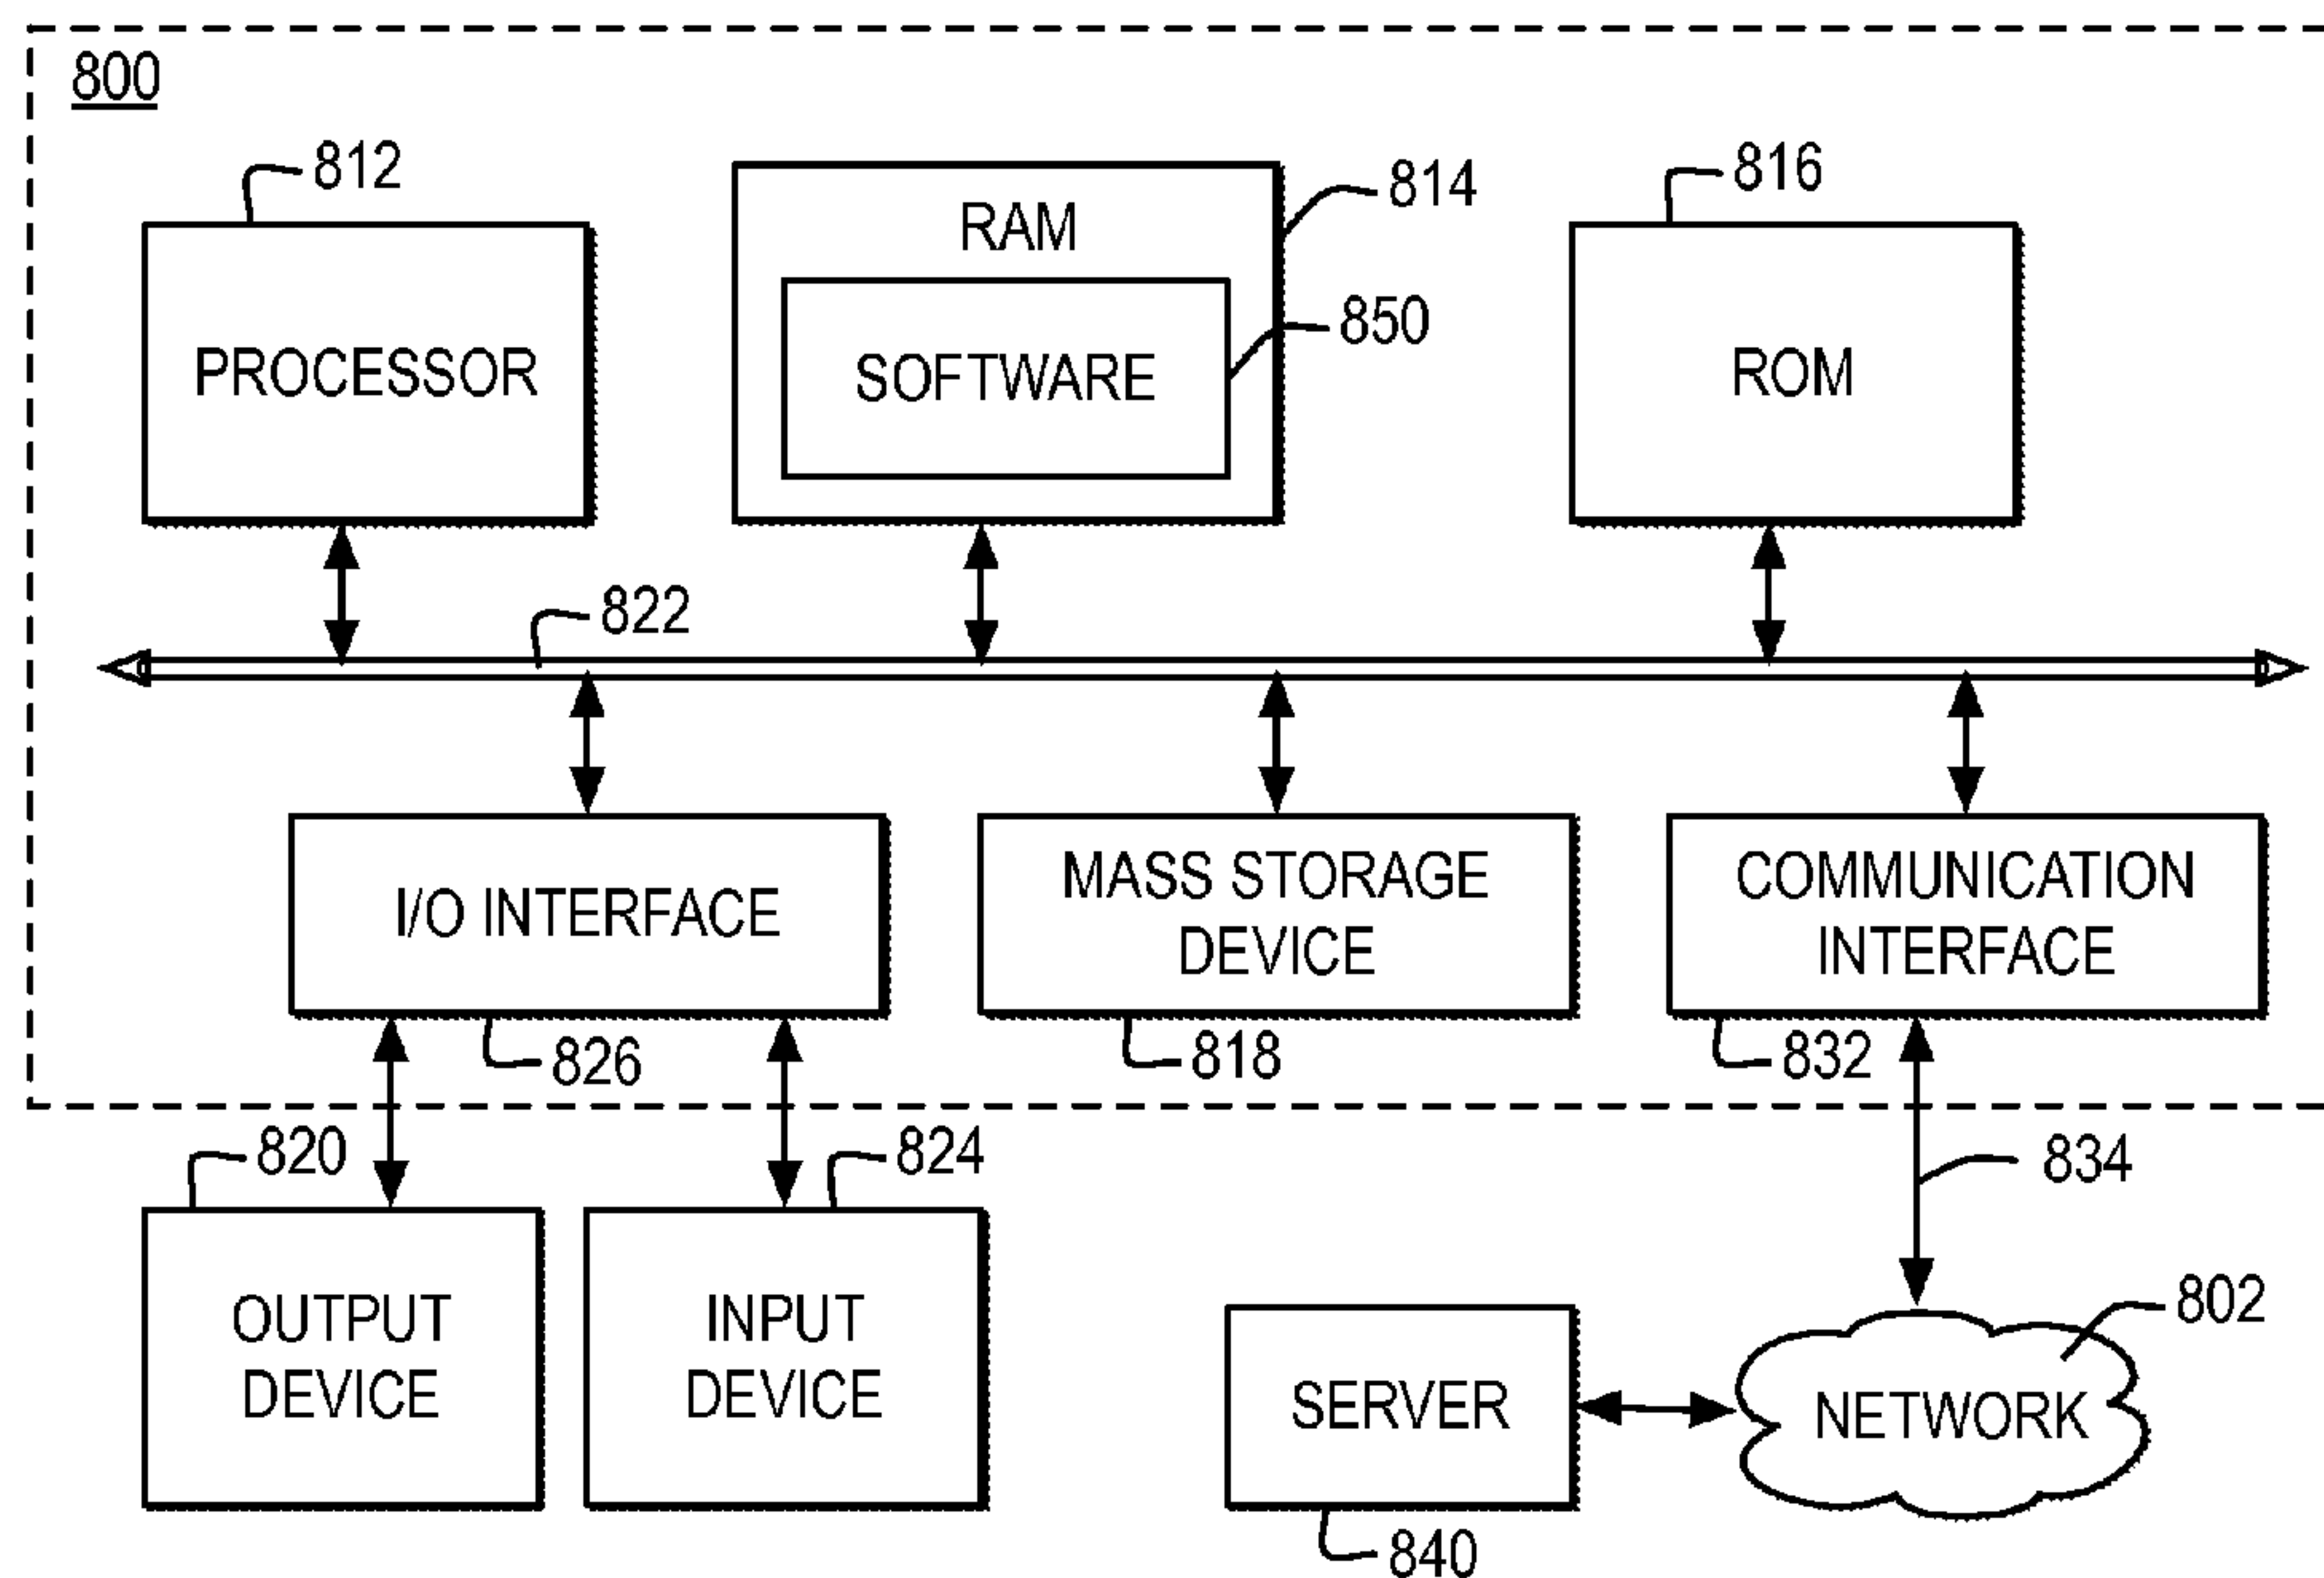 800
812
814
816
RAM
850
PROCESSOR
SOFTWARE
ROM
822
I/O INTERFACE
MASS STORAGE
DEVICE
COMMUNICATION
INTERFACE
826
818
832
820
824
834
OUTPUT
DEVICE
INPUT
DEVICE
802
SERVER
NETWORK
840